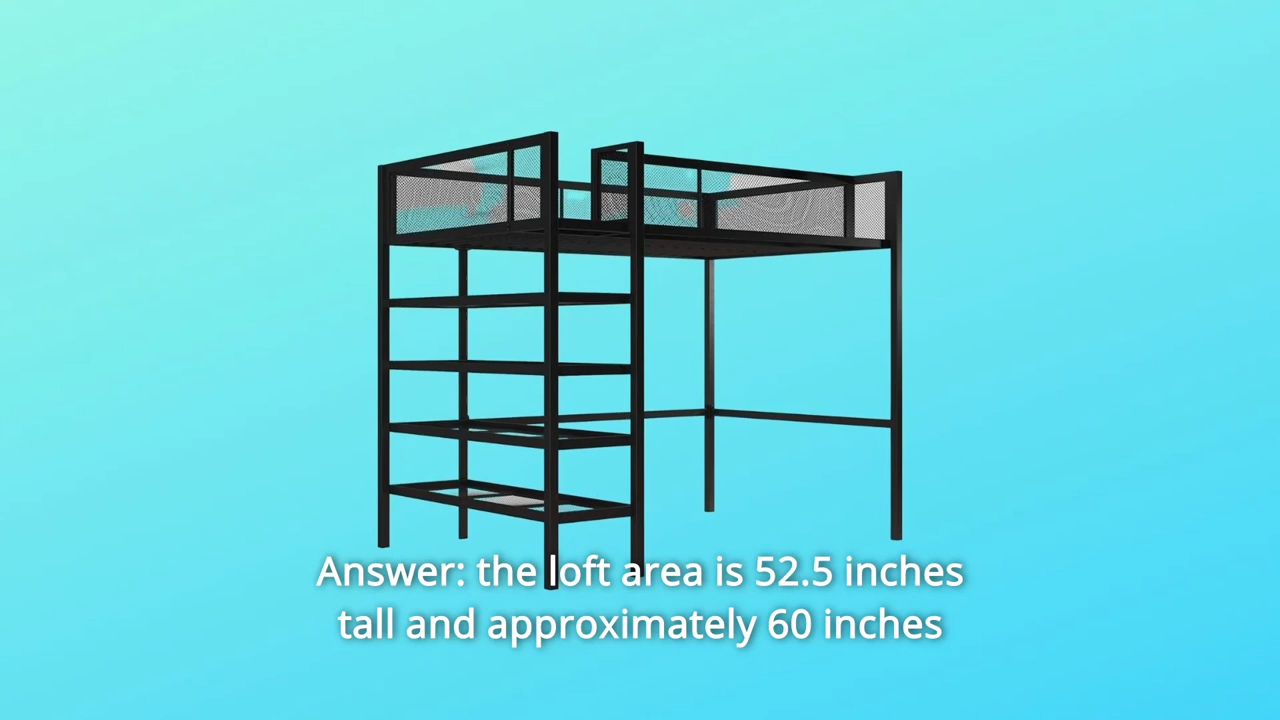 Answer: the loft area is 52.5 inches
tall and approximately 60 inches